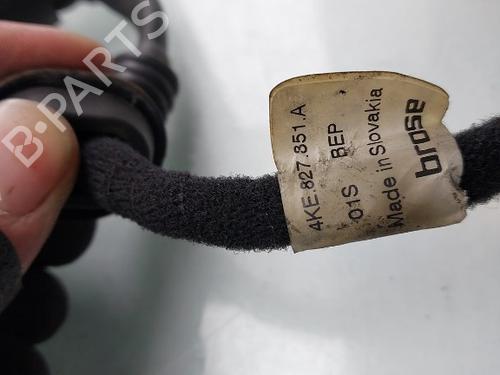 4KE.827.851.A
01S BEP
Made in Slovakia
brose
B-PARTS